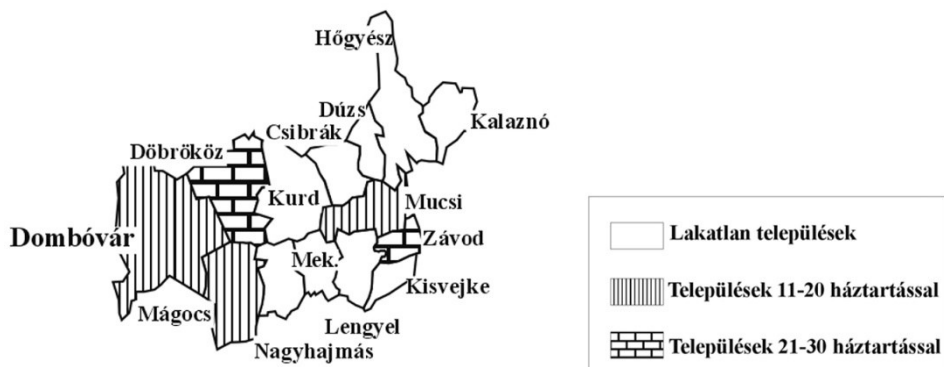 Hőgyész
Dúzs
Kalaznó
Csibrák
Döbrököz
Kurd
Mucsi
Dombóvár
Závod
Mek.
Kisvejke
Mágocs
Lengyel
Nagyhajmás
Lakatlan települések
Települések 11-20 háztartással
Települések 21-30 háztartással